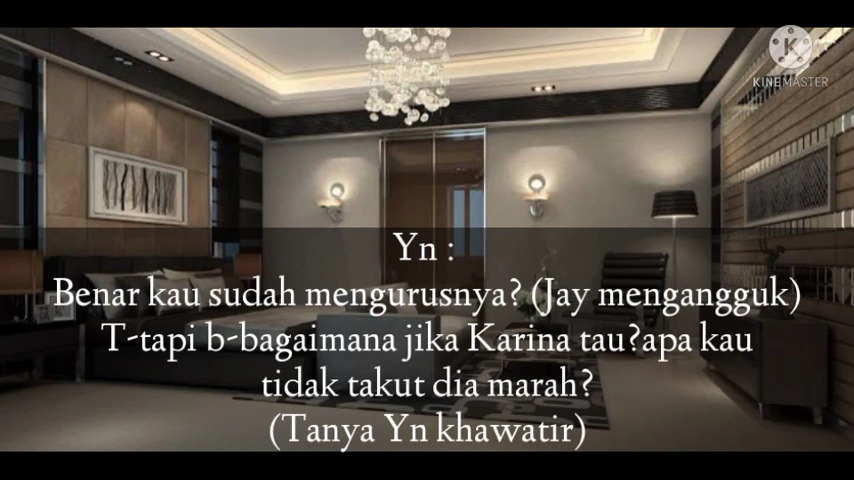 KINEMASTER
Yn :
Benar kau sudah mengurusnya? (Jay mengangguk)
T-tapi b-bagaimana jika Karina tau?apa kau
tidak takut dia marah?
(Tanya Yn khawatir)